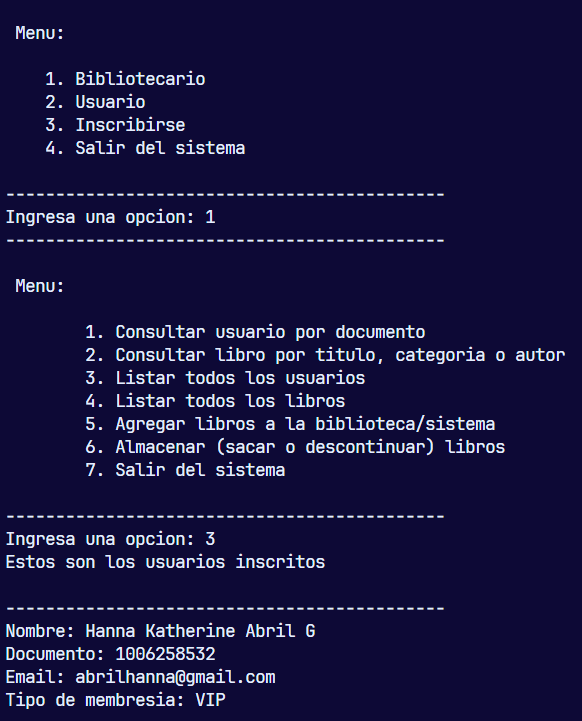 Menu:
1. Bibliotecario
2. Usuario
3. Inscribirse
4. Salir del sistema
--------------------------------------------
Ingresa una opcion: 1
--------------------------------------------
Menu:
1. Consultar usuario por documento
2. Consultar libro por titulo, categoria o autor
3. Listar todos los usuarios
4. Listar todos los libros
5. Agregar libros a la biblioteca/sistema
6. Almacenar (sacar o descontinuar) libros
7. Salir del sistema
--------------------------------------------
Ingresa una opcion: 3
Estos son los usuarios inscritos
--------------------------------------------
Nombre: Hanna Katherine Abril G
Documento: 1006258532
Email: abrilhanna@gmail.com
Tipo de membresia: VIP